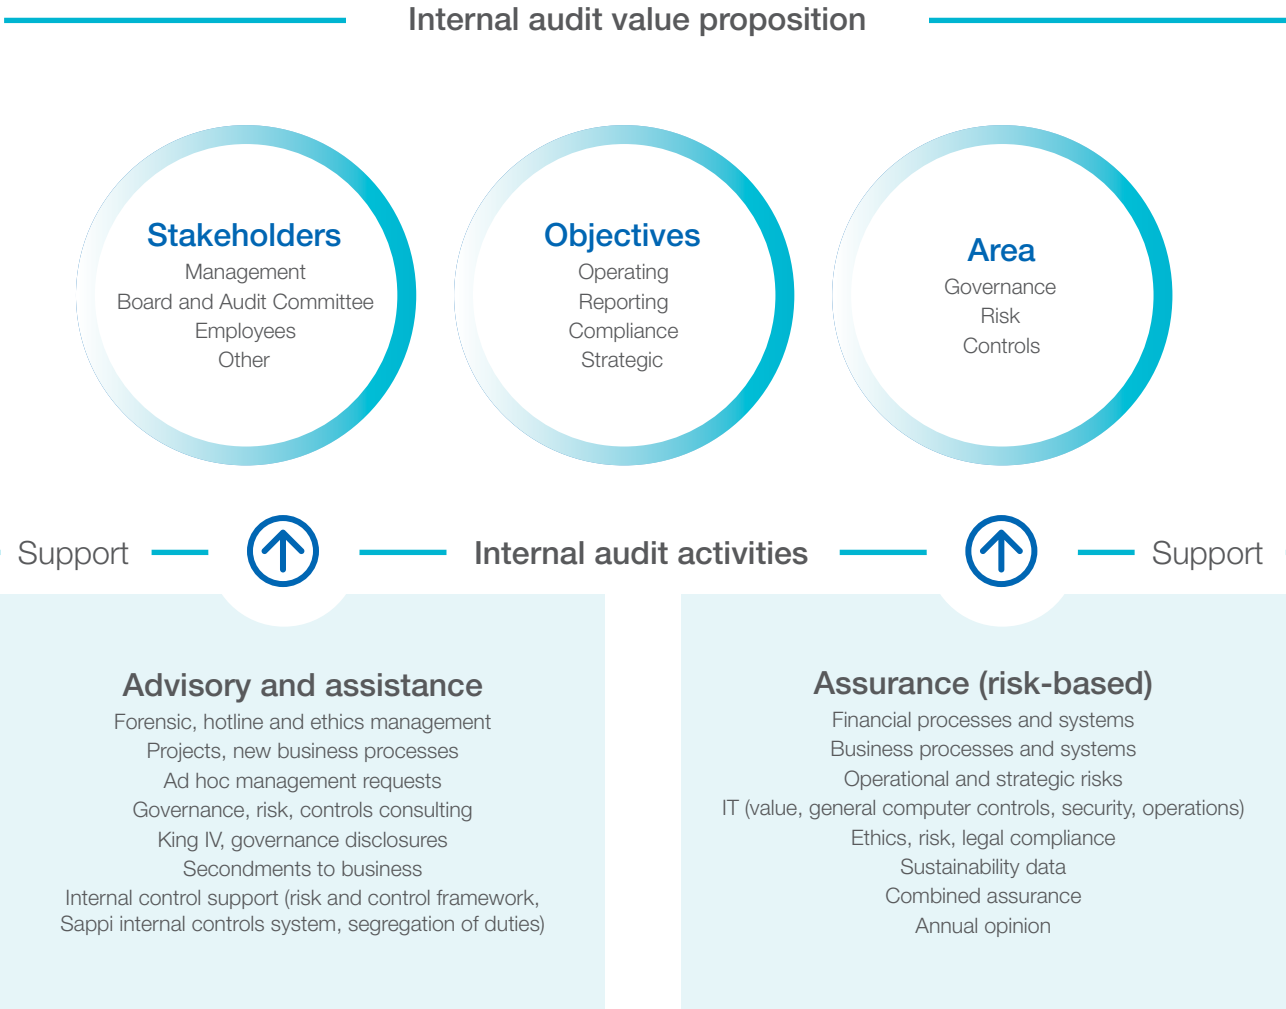 Internal audit value proposition
Stakeholders
Management
Board and Audit Committee
Employees
Other
Objectives
Operating
Reporting
Compliance
Strategic
Area
Governance
Risk
Controls
Support
Internal audit activities
Support
Advisory and assistance
Forensic, hotline and ethics management
Projects, new business processes
Ad hoc management requests
Governance, risk, controls consulting
King IV, governance disclosures
Secondments to business
Internal control support (risk and control framework,
Sappi internal controls system, segregation of duties)
Assurance (risk-based)
Financial processes and systems
Business processes and systems
Operational and strategic risks
IT (value, general computer controls, security, operations)
Ethics, risk, legal compliance
Sustainability data
Combined assurance
Annual opinion